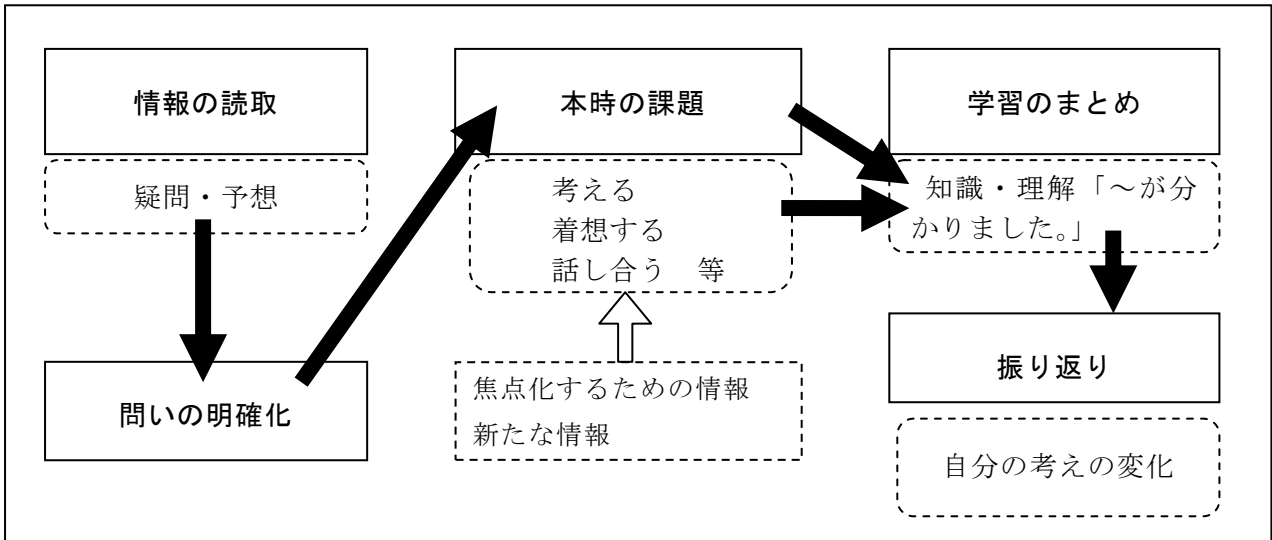 情報の読取
疑問・予想
問いの明確化
本時の課題
考える
着想する
話し合う　等
焦点化するための情報
新たな情報
学習のまとめ
知識・理解「～が分
かりました。」
振り返り
自分の考えの変化